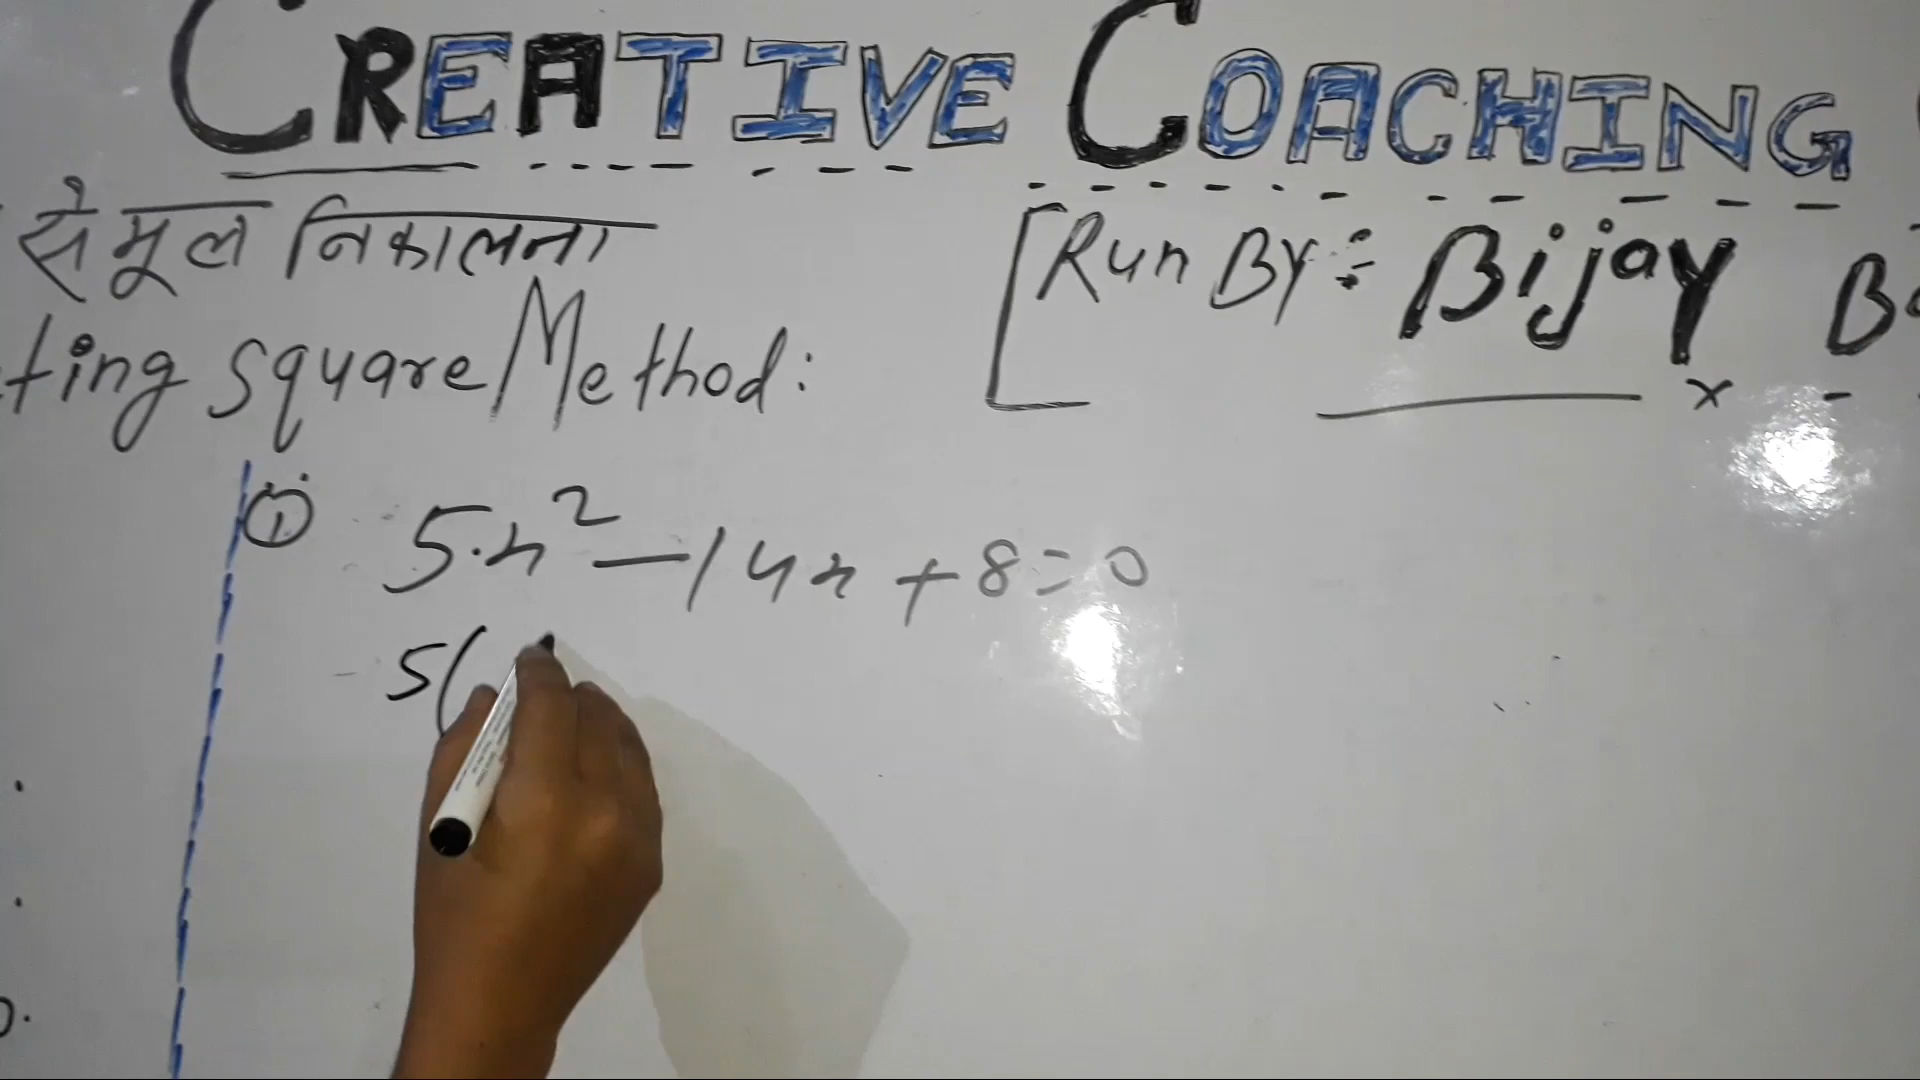 CREATIVE COACHING
से मूल निकालना
[Run By: Bijay
ting square Method:
① 5x² - 14x + 8 = 0
5(